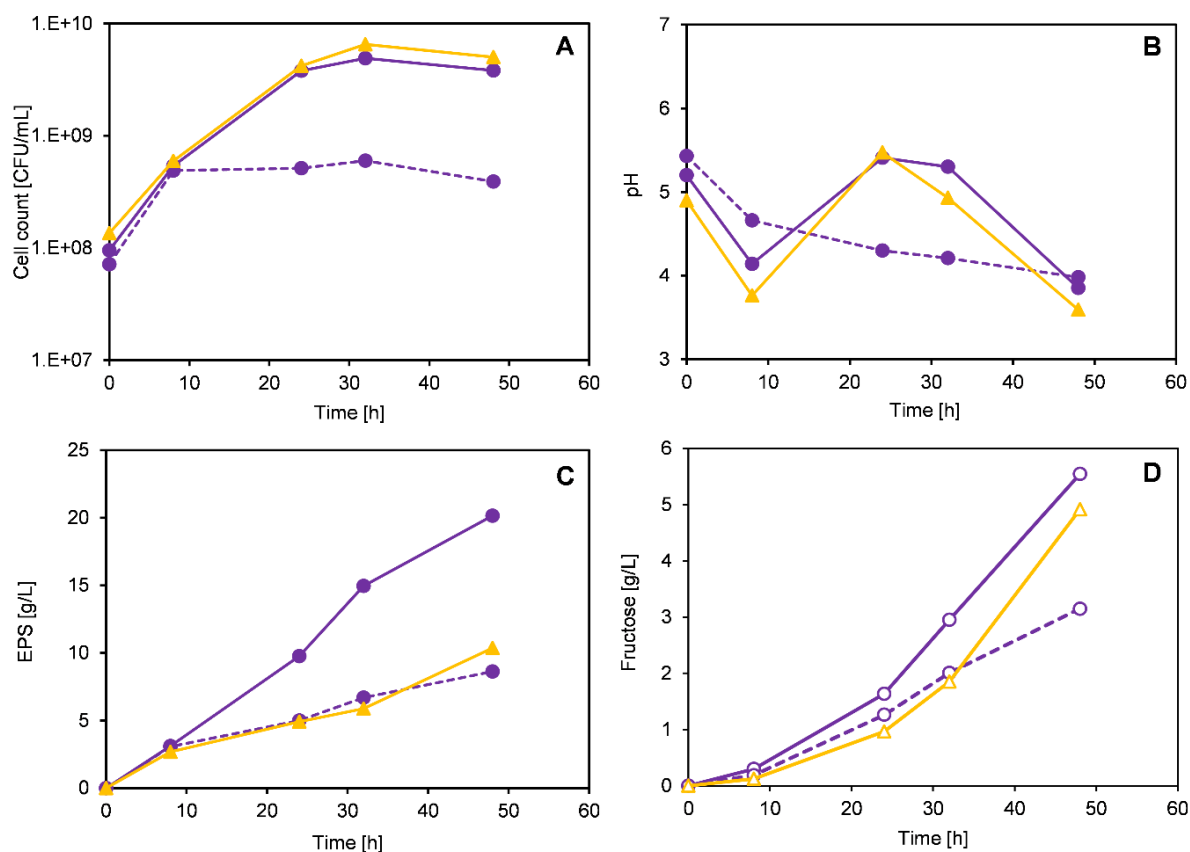 A
Cell count [CFU/mL]
1.E+10
1.E+09
1.E+08
1.E+07
0 10 20 30 40 50 60
Time [h]
B
pH
7
6
5
4
3
0 10 20 30 40 50 60
Time [h]
C
EPS [g/L]
25
20
15
10
5
0
0 10 20 30 40 50 60
Time [h]
D
Fructose [g/L]
6
5
4
3
2
1
0
0 10 20 30 40 50 60
Time [h]